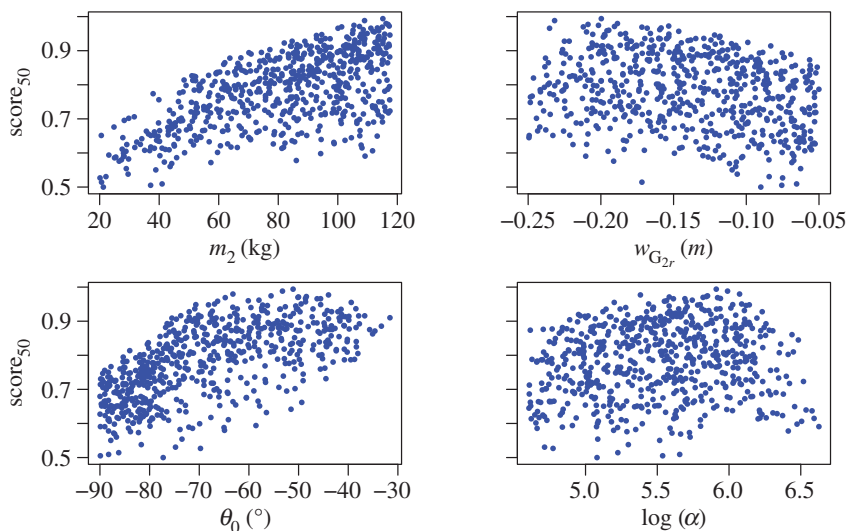 score50
0.9
0.7
0.5
20 40 60 80 100 120
m2 (kg)
−0.25 −0.20 −0.15 −0.10 −0.05
wG2r (m)
score50
0.9
0.7
0.5
−90 −80 −70 −60 −50 −40 −30
θ0 (°)
5.0 5.5 6.0 6.5
log (α)